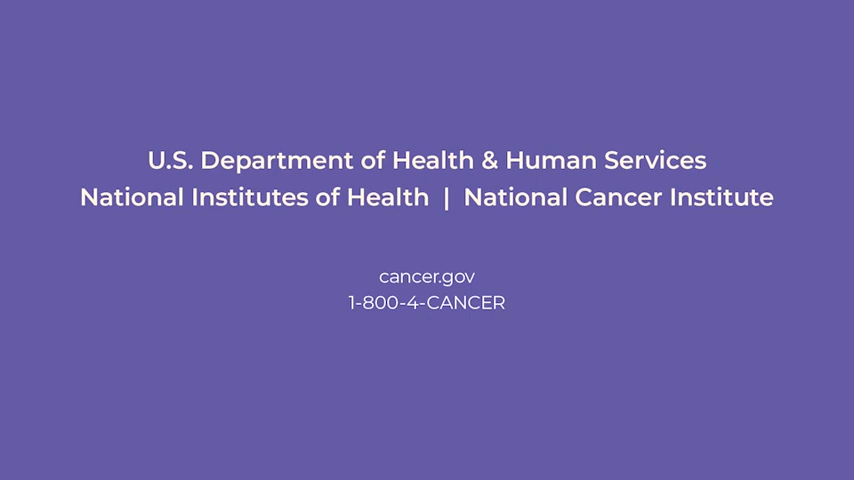 U.S. Department of Health & Human Services
National Institutes of Health | National Cancer Institute
cancer.gov
1-800-4-CANCER